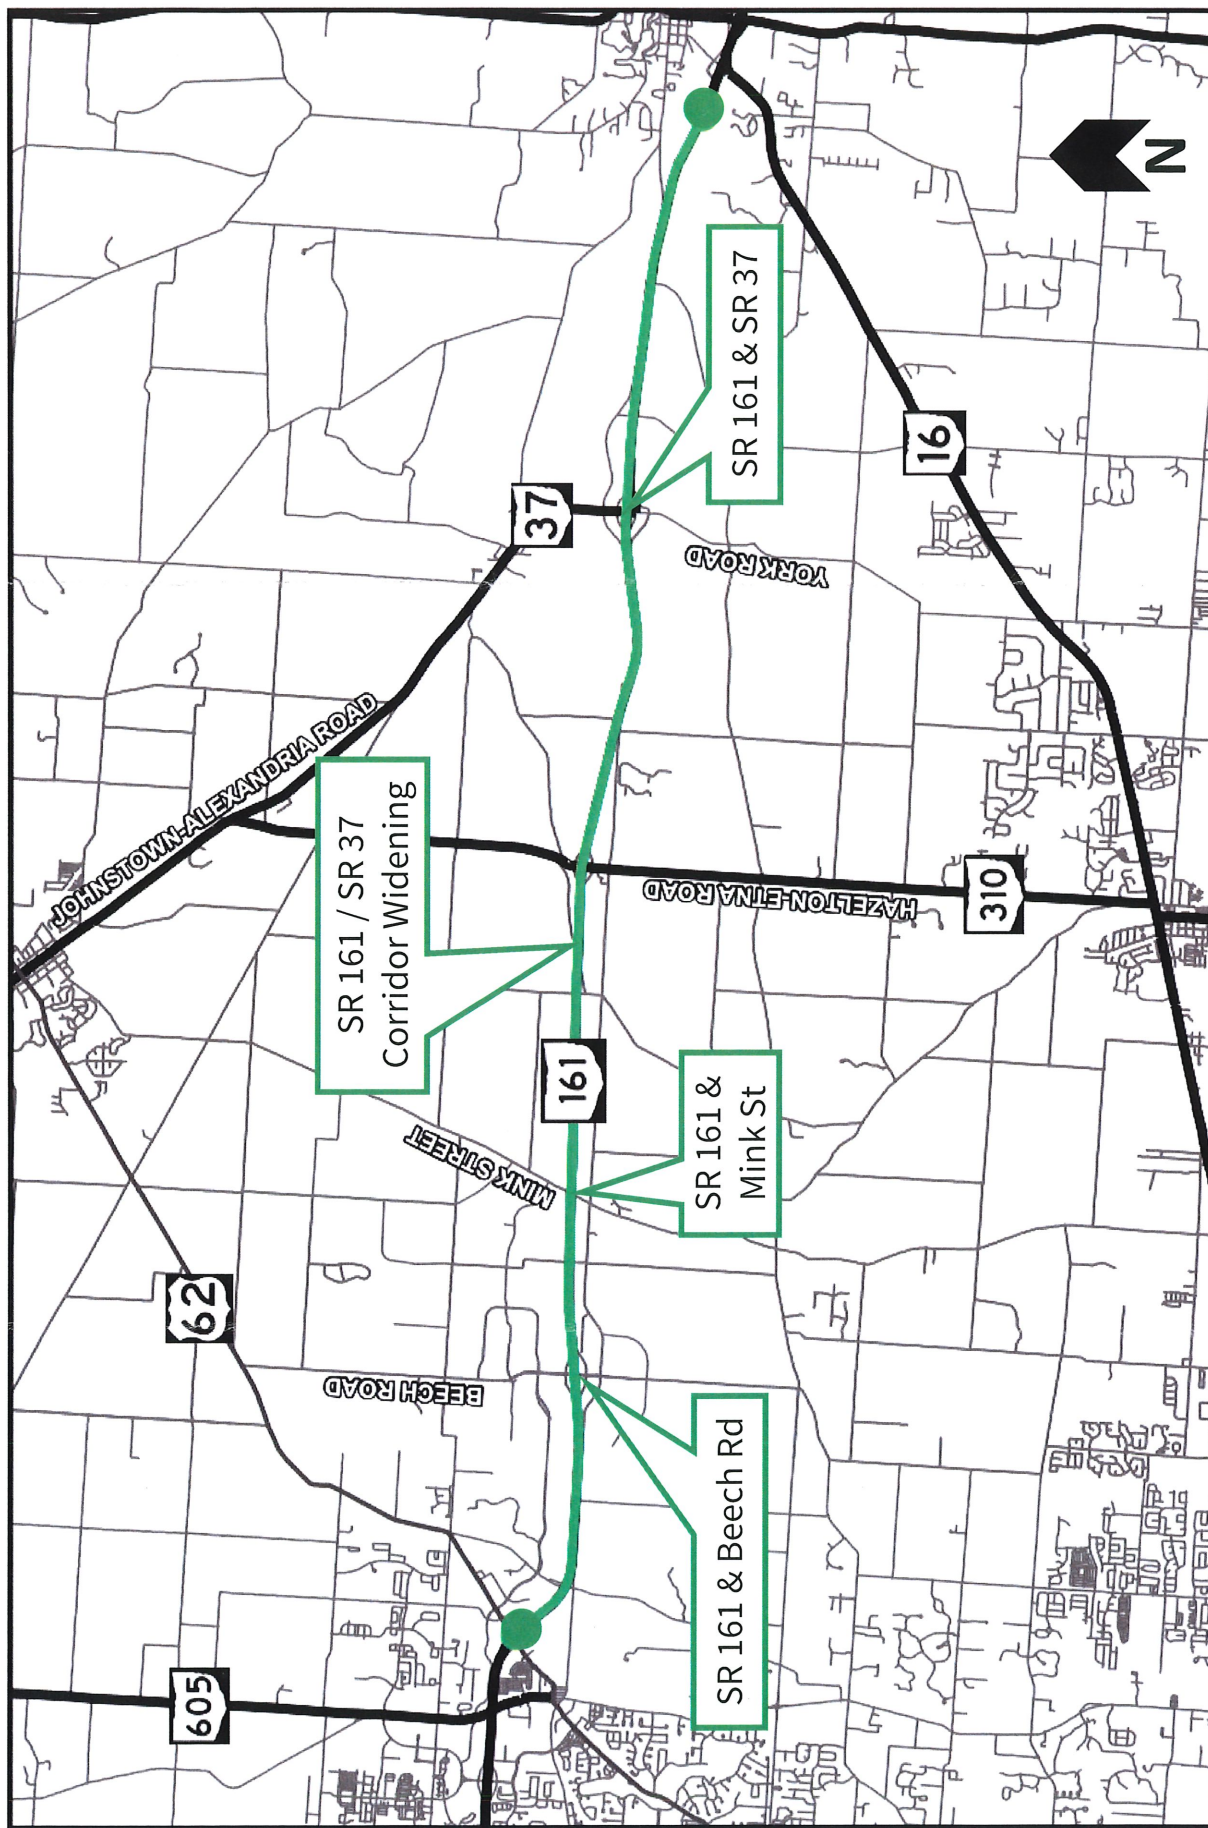 JOHNSTOWN-ALEXANDRIA ROAD
37
SR 161 / SR 37
Corridor Widening
62
605
MINK STREET
BEECH ROAD
161
HAZELTON-ETNA ROAD
310
YORK ROAD
16
SR 161 & SR 37
SR 161 &
Mink St
SR 161 & Beech Rd
N